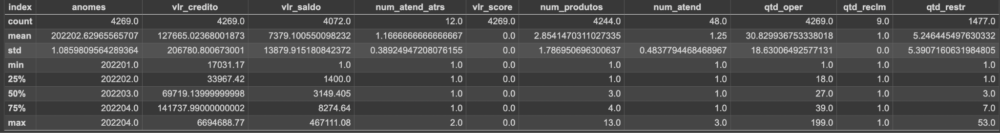 index anomes vlr_credito vlr_saldo num_atend_atrs vlr_score num_produtos num_atend qtd_oper qtd_reclm qtd_restr
count 4269.0 4269.0 4072.0 12.0 4269.0 4244.0 48.0 4269.0 9.0 1477.0
mean 202202.62965565707 127665.02368001873 7379.100550098232 1.1666666666666667 0.0 2.8541470311027335 1.25 30.829936753338018 1.0 5.246445497630332
std 1.0859809564289364 206780.800673001 13879.915180842372 0.38924947208076155 0.0 1.786950696300637 0.4837794468468967 18.63006492577131 0.0 5.3907160631984805
min 202201.0 17031.17 1.0 1.0 0.0 1.0 1.0 1.0 1.0 1.0
25% 202202.0 33967.42 1400.0 1.0 0.0 1.0 1.0 18.0 1.0 1.0
50% 202203.0 69719.13999999998 3149.405 1.0 0.0 3.0 1.0 27.0 1.0 3.0
75% 202204.0 141737.99000000002 8274.64 1.0 0.0 4.0 1.0 39.0 1.0 7.0
max 202204.0 6694688.77 467111.08 2.0 0.0 13.0 3.0 199.0 1.0 53.0